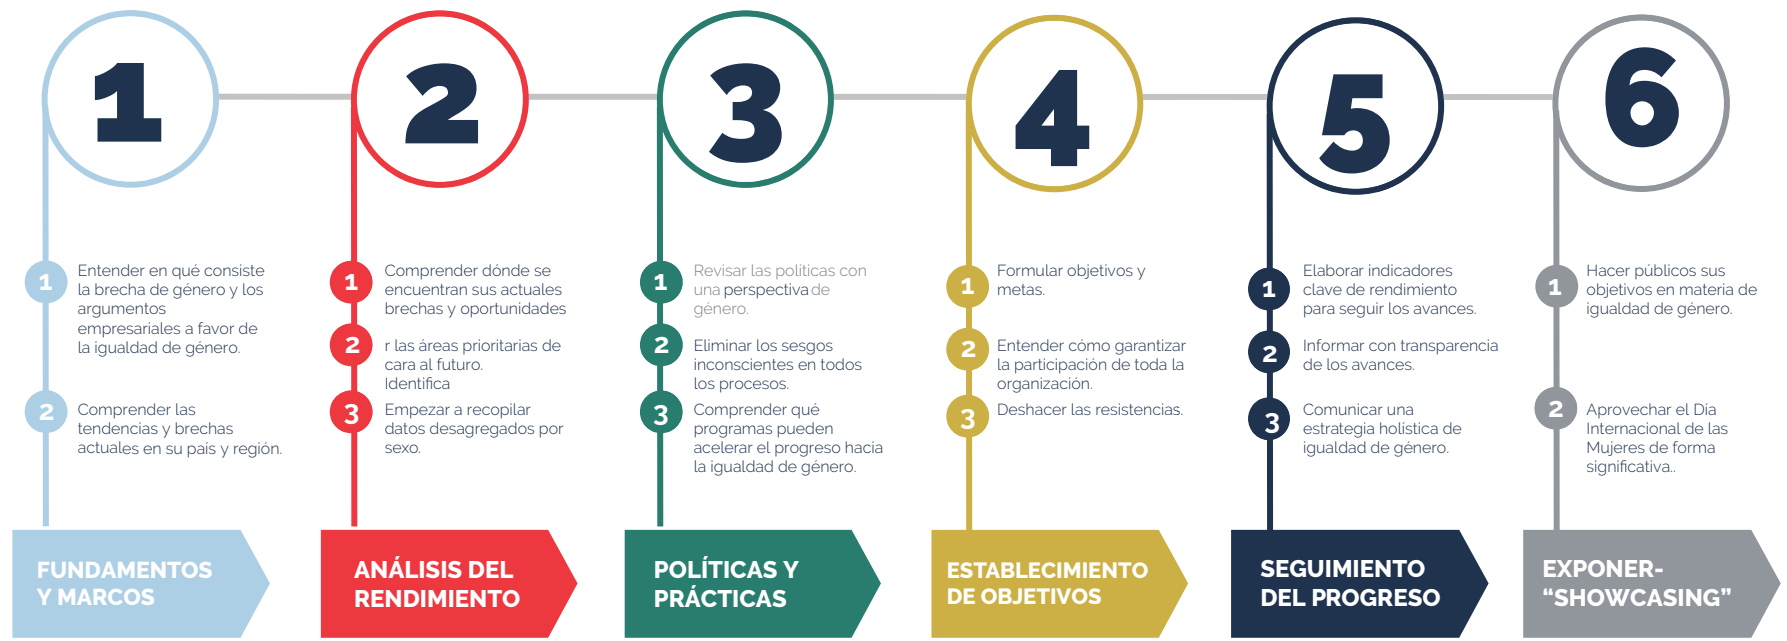 1
1
Entender en qué consiste
la brecha de género y los
argumentos
empresariales a favor de
la igualdad de género.
2
Comprender las
tendencias y brechas
actuales en su país y región.
FUNDAMENTOS
Y MARCOS
2
1
Comprender dónde se
encuentran sus actuales
brechas y oportunidades
2
r las áreas prioritarias de
cara al futuro.
Identifica
3
Empezar a recopilar
datos desagregados por
sexo.
ANÁLISIS DEL
RENDIMIENTO
3
1
Revisar las políticas con
una perspectiva de
género.
2
Eliminar los sesgos
inconscientes en todos
los procesos.
3
Comprender qué
programas pueden
acelerar el progreso hacia
la igualdad de género.
POLÍTICAS Y
PRÁCTICAS
4
1
Formular objetivos y
metas.
2
Entender cómo garantizar
la participación de toda la
organización.
3
Deshacer las resistencias.
ESTABLECIMIENTO
DE OBJETIVOS
5
1
Elaborar indicadores
clave de rendimiento
para seguir los avances.
2
Informar con transparencia
de los avances.
3
Comunicar una
estrategia holística de
igualdad de género.
SEGUIMIENTO
DEL PROGRESO
6
1
Hacer públicos sus
objetivos en materia de
igualdad de género.
2
Aprovechar el Día
Internacional de las
Mujeres de forma
significativa..
EXPONER-
“SHOWCASING”